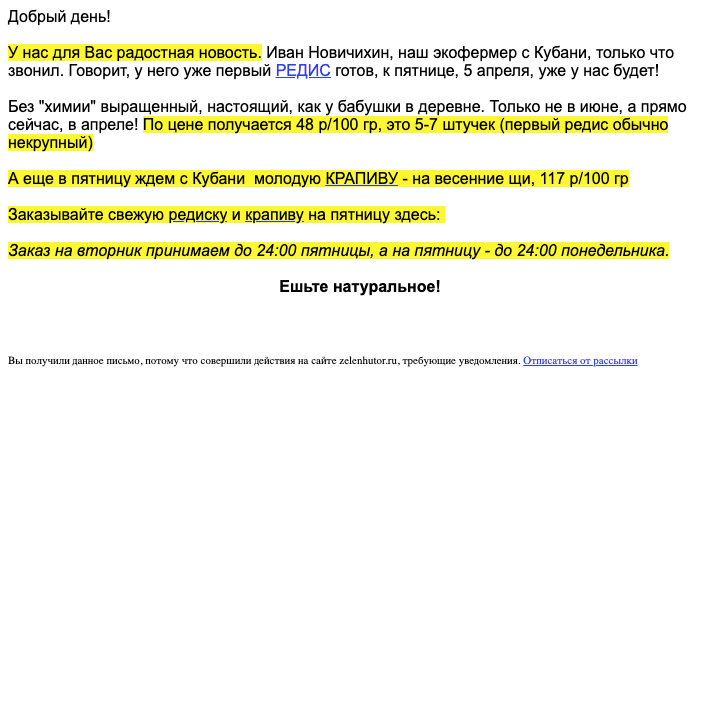 Добрый день!
У нас для Вас радостная новость. Иван Новичихин, наш экофермер с Кубани, только что
звонил. Говорит, у него уже первый РЕДИС готов, к пятнице, 5 апреля, уже у нас будет!
Без "химии" выращенный, настоящий, как у бабушки в деревне. Только не в июне, а прямо
сейчас, в апреле! По цене получается 48 р/100 гр, это 5-7 штучек (первый редис обычно
некрупный)
А еще в пятницу ждем с Кубани  молодую КРАПИВУ - на весенние щи, 117 р/100 гр
Заказывайте свежую редиску и крапиву на пятницу здесь:
Заказ на вторник принимаем до 24:00 пятницы, а на пятницу - до 24:00 понедельника.
Ешьте натуральное!
Вы получили данное письмо, потому что совершили действия на сайте zelenhutor.ru, требующие уведомления. Отписаться от рассылки